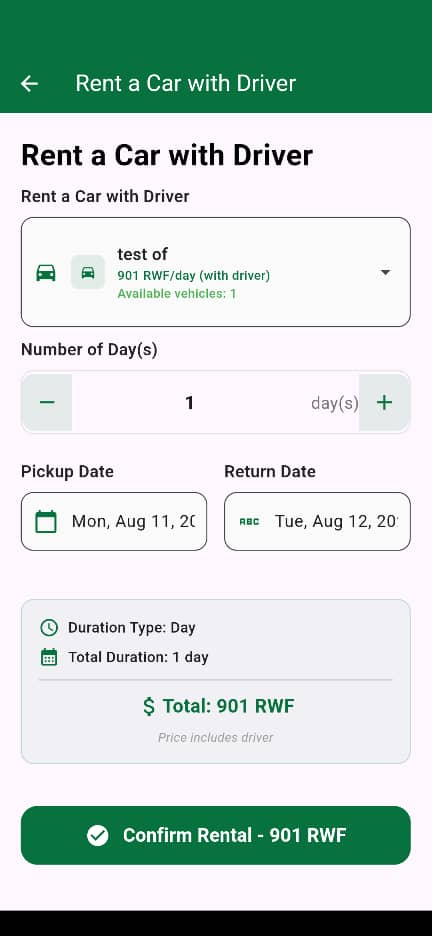 Rent a Car with Driver
Rent a Car with Driver
Rent a Car with Driver
test of
901 RWF/day (with driver)
Available vehicles: 1
Number of Day(s)
1 day(s)
Pickup Date Return Date
Mon, Aug 11, 20 ABC Tue, Aug 12, 20
Duration Type: Day
Total Duration: 1 day
$ Total: 901 RWF
Price includes driver
Confirm Rental - 901 RWF